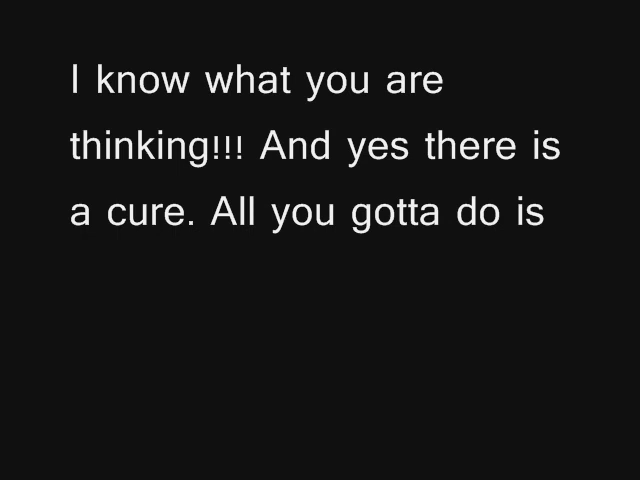 I know what you are
thinking!!! And yes there is
a cure. All you gotta do is